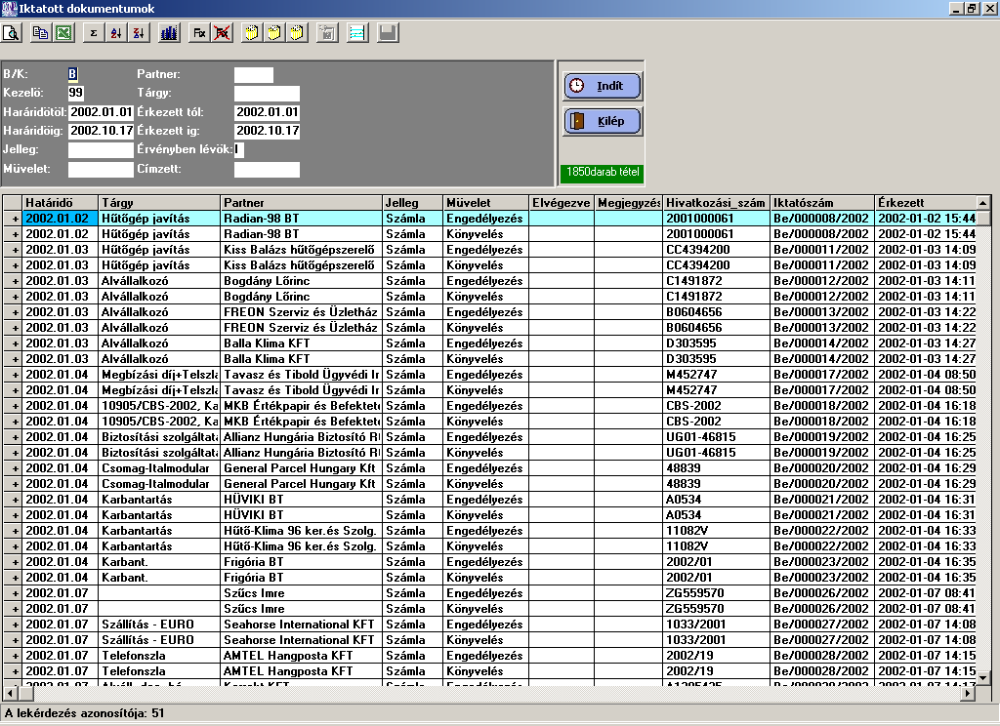 Iktatott dokumentumok
B/K: B Partner:
Kezelö: 99 Tárgy:
Haráridötöl: 2002.01.01 Érkezett tól: 2002.01.01
Haráridöig: 2002.10.17 Érkezett ig: 2002.10.17
Jelleg: Érvényben lévök: I
Müvelet: Címzett:
Indít
Kilép
1850darab tétel
Határidö Tárgy Partner Jelleg Müvelet Elvégezve Megjegyzés Hivatkozási_szám Iktatószám Érkezett
+ 2002.01.02 Hűtőgép javítás Radian-98 BT Számla Engedélyezés 2001000061 Be/000008/2002 2002-01-02 15:44
+ 2002.01.02 Hűtőgép javítás Radian-98 BT Számla Könyvelés 2001000061 Be/000008/2002 2002-01-02 15:44
+ 2002.01.03 Hűtőgép javítás Kiss Balázs hűtőgépszerelő Számla Engedélyezés CC4394200 Be/000011/2002 2002-01-03 14:09
+ 2002.01.03 Hűtőgép javítás Kiss Balázs hűtőgépszerelő Számla Könyvelés CC4394200 Be/000011/2002 2002-01-03 14:09
+ 2002.01.03 Alvállalkozó Bogdány Lőrinc Számla Engedélyezés C1491872 Be/000012/2002 2002-01-03 14:11
+ 2002.01.03 Alvállalkozó Bogdány Lőrinc Számla Könyvelés C1491872 Be/000012/2002 2002-01-03 14:11
+ 2002.01.03 Alvállalkozó FREON Szerviz és Üzletház Számla Engedélyezés B0604656 Be/000013/2002 2002-01-03 14:22
+ 2002.01.03 Alvállalkozó FREON Szerviz és Üzletház Számla Könyvelés B0604656 Be/000013/2002 2002-01-03 14:22
+ 2002.01.03 Alvállalkozó Balla Klima KFT Számla Engedélyezés D303595 Be/000014/2002 2002-01-03 14:27
+ 2002.01.03 Alvállalkozó Balla Klima KFT Számla Könyvelés D303595 Be/000014/2002 2002-01-03 14:27
+ 2002.01.04 Megbízási díj+Telszla Tavasz és Tibold Ügyvédi Ir Számla Engedélyezés M452747 Be/000017/2002 2002-01-04 08:50
+ 2002.01.04 Megbízási díj+Telszla Tavasz és Tibold Ügyvédi Ir Számla Könyvelés M452747 Be/000017/2002 2002-01-04 08:50
+ 2002.01.04 10905/CBS-2002, Ka MKB Értékpapir és Befektet Számla Engedélyezés CBS-2002 Be/000018/2002 2002-01-04 16:18
+ 2002.01.04 10905/CBS-2002, Ka MKB Értékpapir és Befektet Számla Könyvelés CBS-2002 Be/000018/2002 2002-01-04 16:18
+ 2002.01.04 Biztosítási szolgáltata Allianz Hungária Biztosító R Számla Engedélyezés UG01-46815 Be/000019/2002 2002-01-04 16:25
+ 2002.01.04 Biztosítási szolgáltata Allianz Hungária Biztosító R Számla Könyvelés UG01-46815 Be/000019/2002 2002-01-04 16:25
+ 2002.01.04 Csomag-Italmodular General Parcel Hungary Kft Számla Engedélyezés 48839 Be/000020/2002 2002-01-04 16:29
+ 2002.01.04 Csomag-Italmodular General Parcel Hungary Kft Számla Könyvelés 48839 Be/000020/2002 2002-01-04 16:29
+ 2002.01.04 Karbantartás HÜVIKI BT Számla Engedélyezés A0534 Be/000021/2002 2002-01-04 16:31
+ 2002.01.04 Karbantartás HÜVIKI BT Számla Könyvelés A0534 Be/000021/2002 2002-01-04 16:31
+ 2002.01.04 Karbantartás Hűtő-Klima 96 ker.és Szolg. Számla Engedélyezés 11082V Be/000022/2002 2002-01-04 16:33
+ 2002.01.04 Karbantartás Hűtő-Klima 96 ker.és Szolg. Számla Könyvelés 11082V Be/000022/2002 2002-01-04 16:33
+ 2002.01.04 Karbant. Frigória BT Számla Engedélyezés 2002/01 Be/000023/2002 2002-01-04 16:35
+ 2002.01.04 Karbant. Frigória BT Számla Könyvelés 2002/01 Be/000023/2002 2002-01-04 16:35
+ 2002.01.07 Szűcs Imre Számla Engedélyezés ZG559570 Be/000026/2002 2002-01-07 08:41
+ 2002.01.07 Szűcs Imre Számla Könyvelés ZG559570 Be/000026/2002 2002-01-07 08:41
+ 2002.01.07 Szállítás - EURO Seahorse International KFT Számla Engedélyezés 1033/2001 Be/000027/2002 2002-01-07 14:08
+ 2002.01.07 Szállítás - EURO Seahorse International KFT Számla Könyvelés 1033/2001 Be/000027/2002 2002-01-07 14:08
+ 2002.01.07 Telefonszla AMTEL Hangposta KFT Számla Engedélyezés 2002/19 Be/000028/2002 2002-01-07 14:15
+ 2002.01.07 Telefonszla AMTEL Hangposta KFT Számla Könyvelés 2002/19 Be/000028/2002 2002-01-07 14:15
A lekérdezés azonosítója: 51